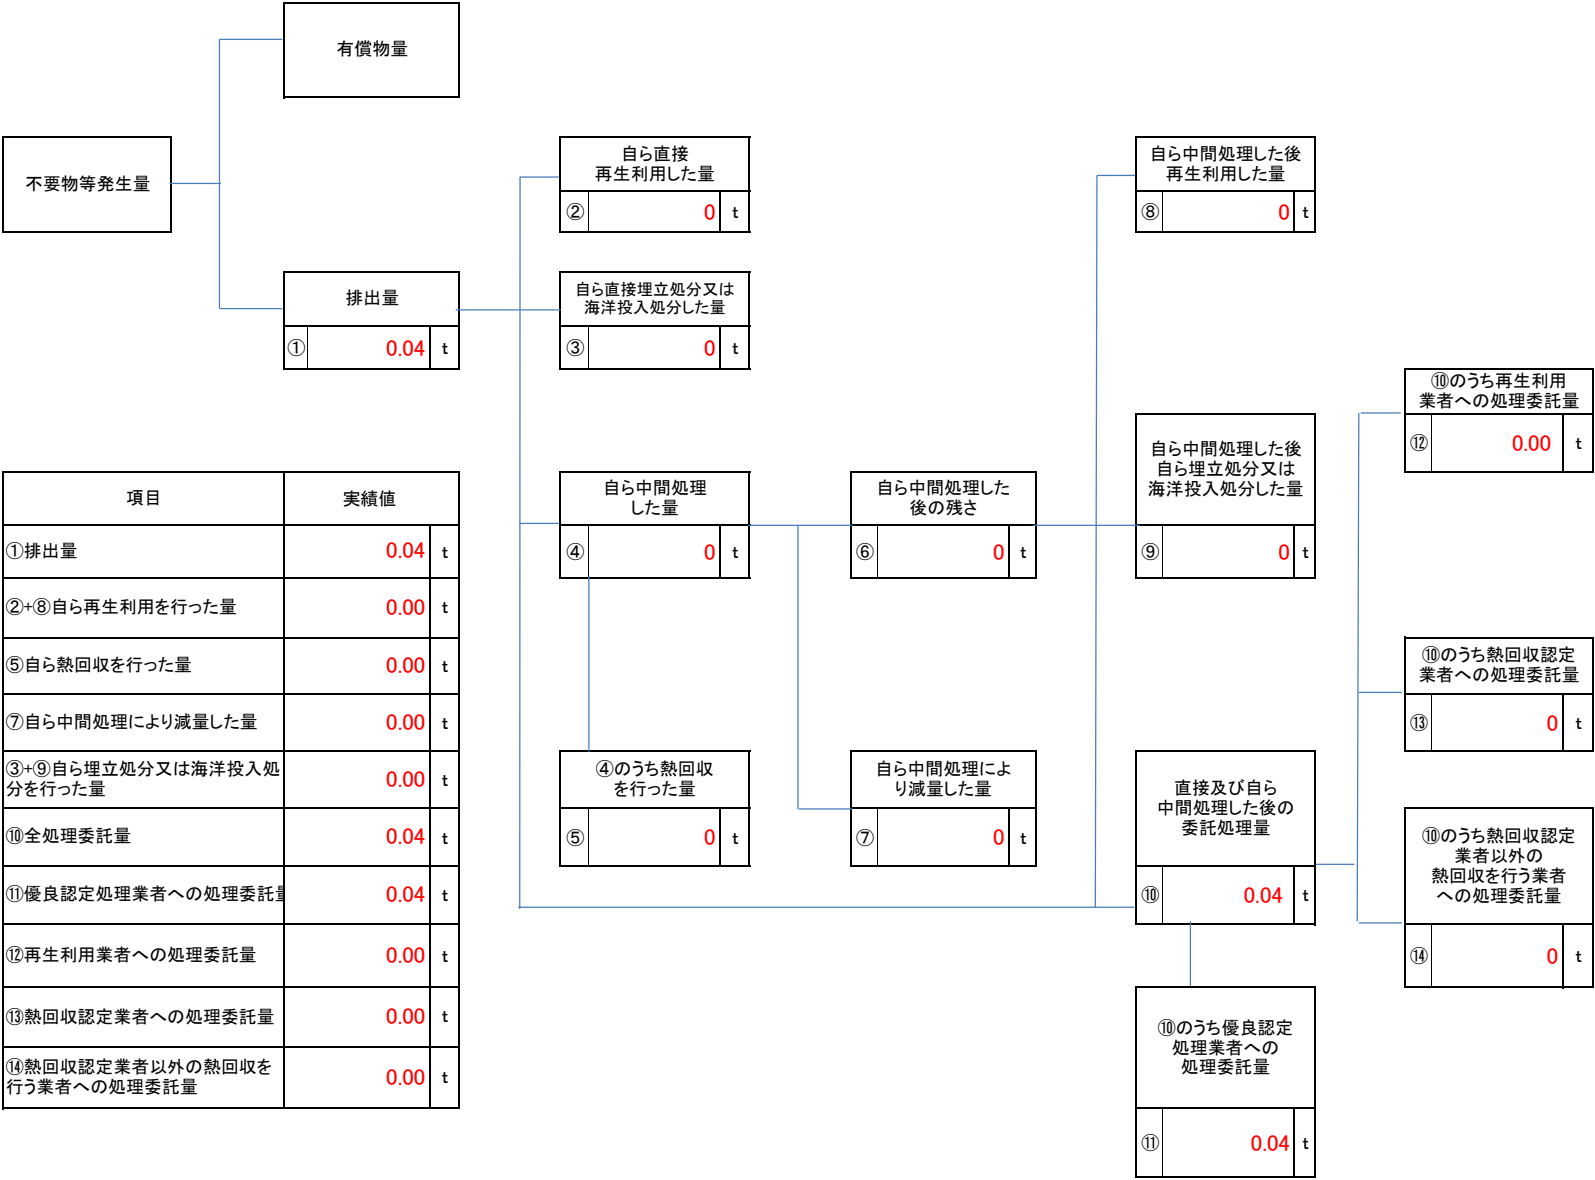 有償物量
不要物等発生量
排出量
① 0.04 t
自ら直接
再生利用した量
② 0 t
自ら直接埋立処分又は
海洋投入処分した量
③ 0 t
自ら中間処理
した量
④ 0 t
④のうち熱回収
を行った量
⑤ 0 t
自ら中間処理した
後の残さ
⑥ 0 t
自ら中間処理によ
り減量した量
⑦ 0 t
自ら中間処理した後
再生利用した量
⑧ 0 t
自ら中間処理した後
自ら埋立処分又は
海洋投入処分した量
⑨ 0 t
直接及び自ら
中間処理した後の
委託処理量
⑩ 0.04 t
⑩のうち優良認定
処理業者への
処理委託量
⑪ 0.04 t
⑩のうち再生利用
業者への処理委託量
⑫ 0.00 t
⑩のうち熱回収認定
業者への処理委託量
⑬ 0 t
⑩のうち熱回収認定
業者以外の
熱回収を行う業者
への処理委託量
⑭ 0 t
項目 実績値
①排出量 0.04 t
②+⑧自ら再生利用を行った量 0.00 t
⑤自ら熱回収を行った量 0.00 t
⑦自ら中間処理により減量した量 0.00 t
③+⑨自ら埋立処分又は海洋投入処
分を行った量 0.00 t
⑩全処理委託量 0.04 t
⑪優良認定処理業者への処理委託量 0.04 t
⑫再生利用業者への処理委託量 0.00 t
⑬熱回収認定業者への処理委託量 0.00 t
⑭熱回収認定業者以外の熱回収を
行う業者への処理委託量 0.00 t